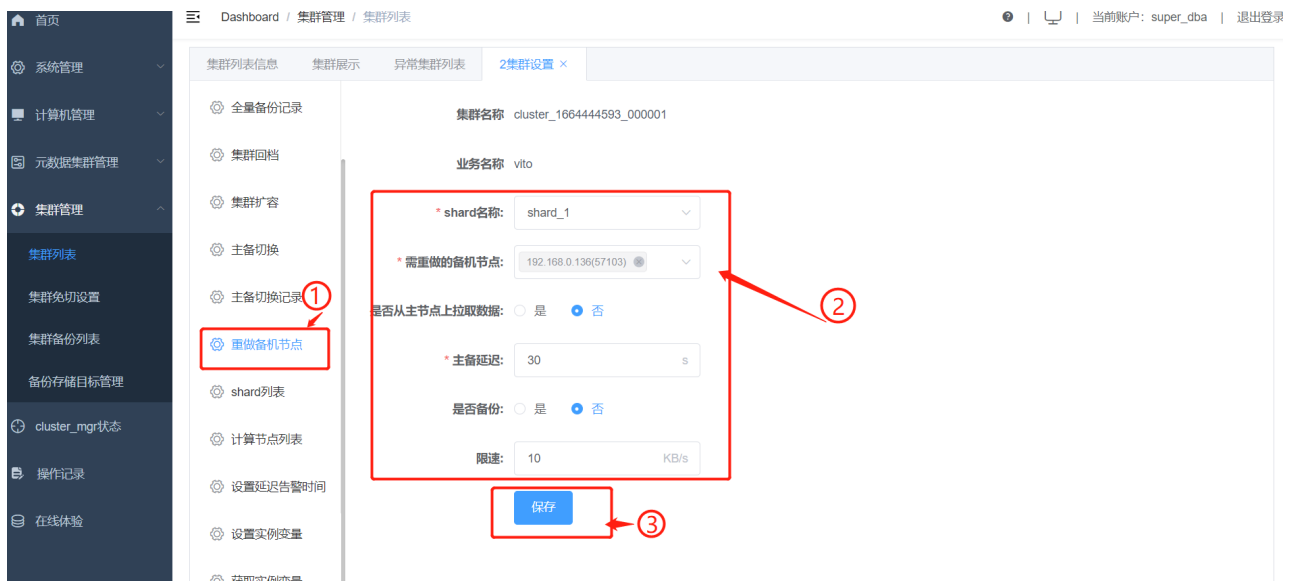 首页
Dashboard / 集群管理 / 集群列表
? | | 当前账户：super_dba | 退出登录
系统管理
计算机管理
元数据集群管理
集群管理
集群列表
集群免切设置
集群备份列表
备份存储目标管理
cluster_mgr状态
操作记录
在线体验
集群列表信息 集群展示 异常集群列表 2集群设置 ×
全量备份记录
集群回档
集群扩容
主备切换
主备切换记录
①
重做备机节点
shard列表
计算节点列表
设置延迟告警时间
设置实例变量
获取实例变量
集群名称 cluster_1664444593_000001
业务名称 vito
* shard名称: shard_1
* 需重做的备机节点: 192.168.0.136(57103)
是否从主节点上拉取数据: 是 否
②
* 主备延迟: 30 s
是否备份: 是 否
限速: 10 KB/s
保存
③